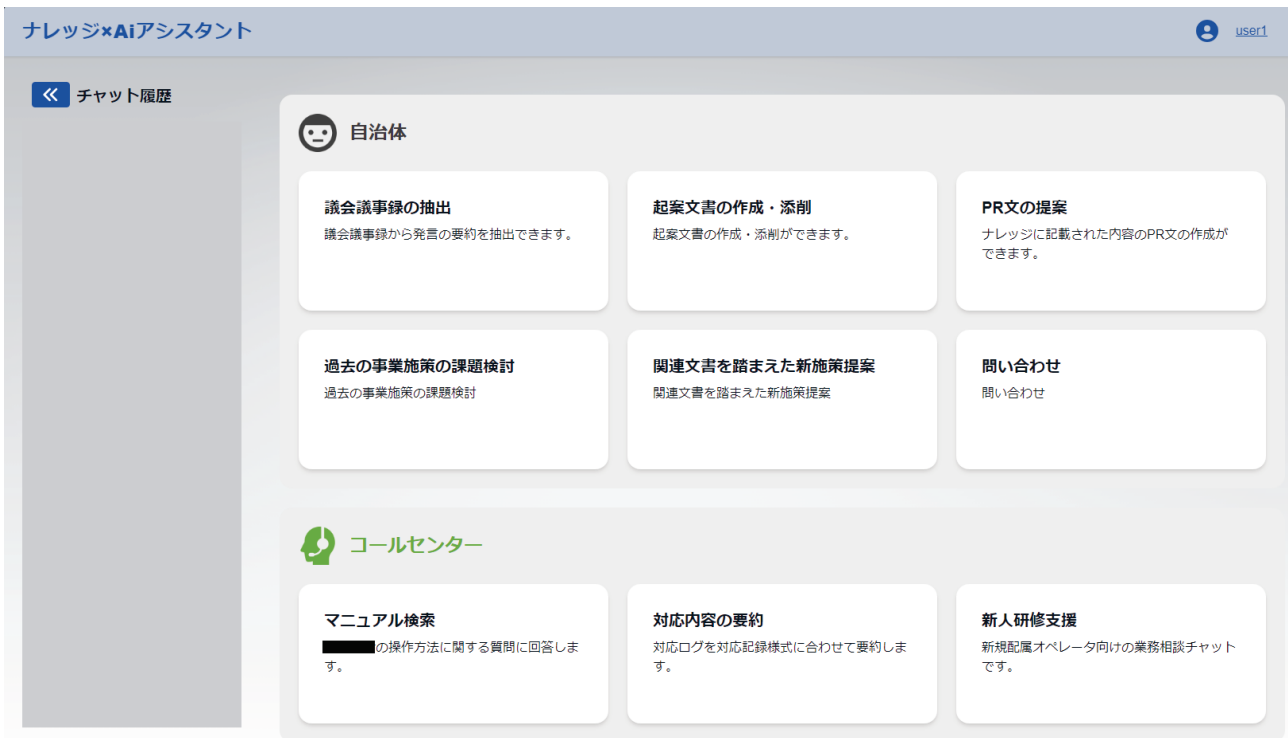 ナレッジ×Aiアシスタント
user1
チャット履歴
自治体
議会議事録の抽出
議会議事録から発言の要約を抽出できます。
起案文書の作成・添削
起案文書の作成・添削ができます。
PR文の提案
ナレッジに記載された内容のPR文の作成が
できます。
過去の事業施策の課題検討
過去の事業施策の課題検討
関連文書を踏まえた新施策提案
関連文書を踏まえた新施策提案
問い合わせ
問い合わせ
コールセンター
マニュアル検索
の操作方法に関する質問に回答しま
す。
対応内容の要約
対応ログを対応記録様式に合わせて要約しま
す。
新人研修支援
新規配属オペレータ向けの業務相談チャット
です。